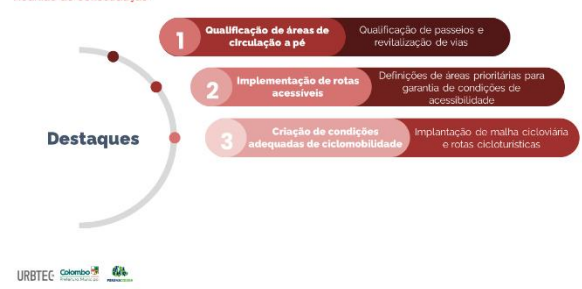 1
Qualificação de áreas de
circulação a pé
Qualificação de passeios e
revitalização de vias
2
Implementação de rotas
acessíveis
Definições de áreas prioritárias para
garantia de condições de
acessibilidade
Destaques
3
Criação de condições
adequadas de ciclomobilidade
Implantação de malha cicloviária
e rotas cicloturísticas
URBTEC
Colombo